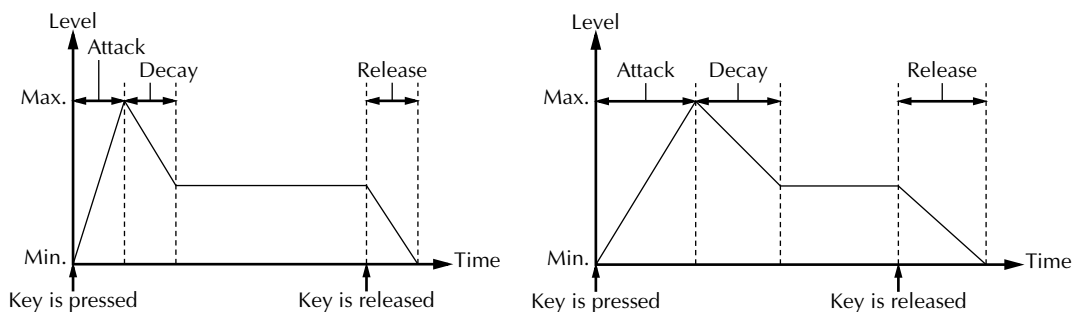 Level
Attack
Decay
Release
Max.
Min.
Time
Key is pressed
Key is released
Level
Attack
Decay
Release
Max.
Min.
Time
Key is pressed
Key is released